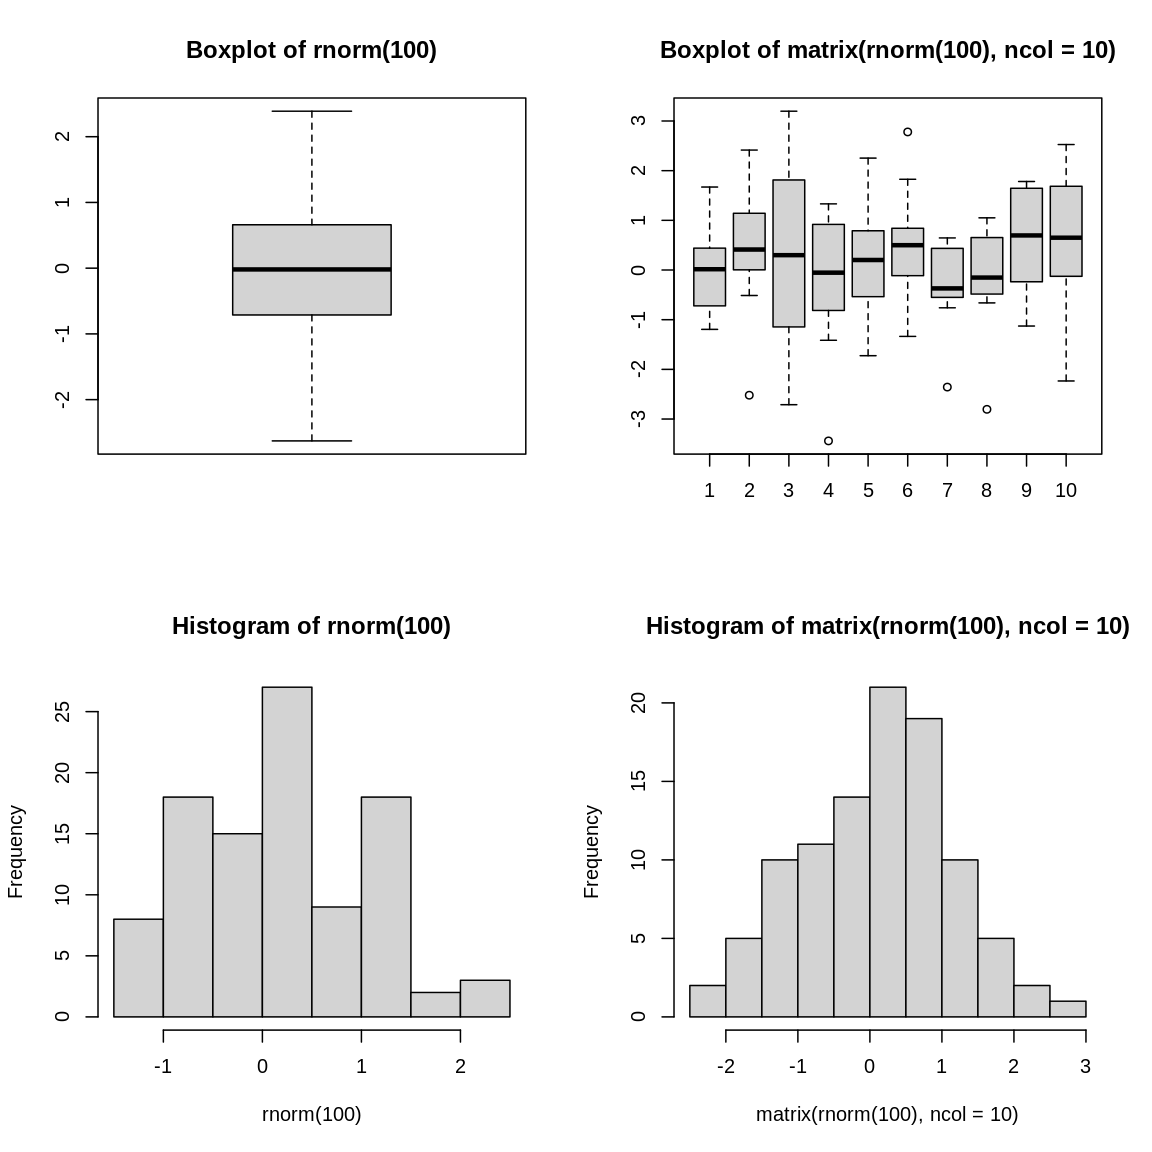 Boxplot of rnorm(100)
2
1
0
-1
-2
Boxplot of matrix(rnorm(100), ncol = 10)
3
2
1
0
-1
-2
-3
1 2 3 4 5 6 7 8 9 10
Histogram of rnorm(100)
Frequency
25
20
15
10
5
0
-1 0 1 2
rnorm(100)
Histogram of matrix(rnorm(100), ncol = 10)
Frequency
20
15
10
5
0
-2 -1 0 1 2 3
matrix(rnorm(100), ncol = 10)